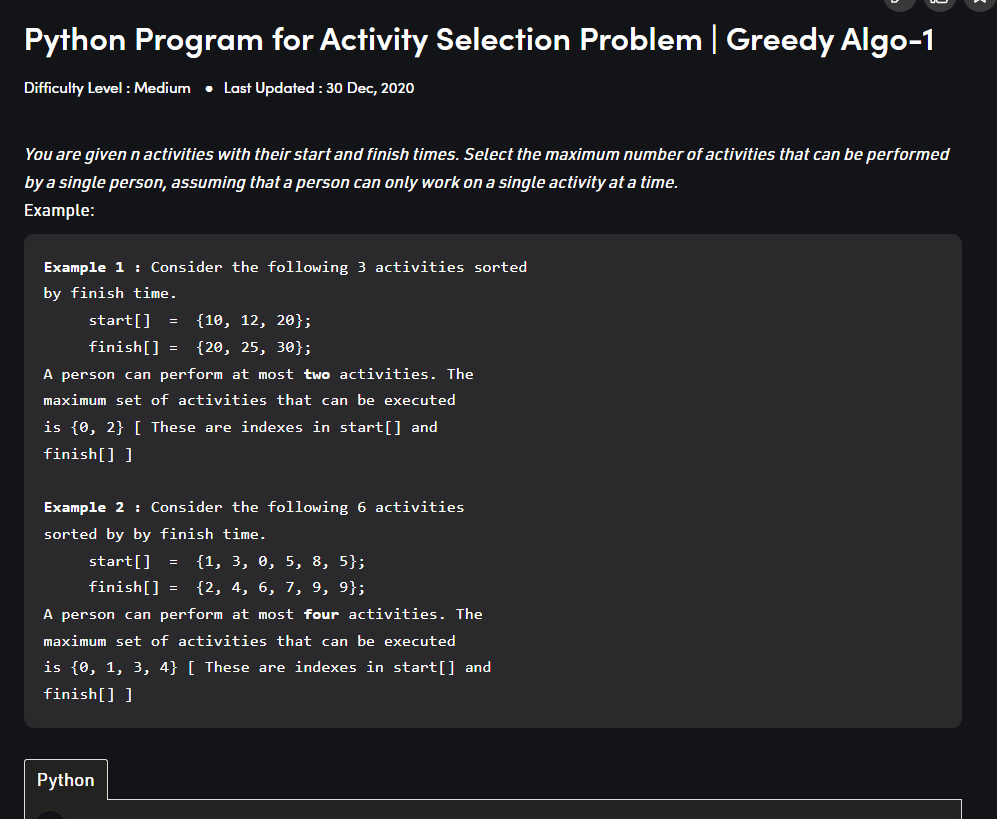 Python Program for Activity Selection Problem | Greedy Algo-1
Difficulty Level : Medium ● Last Updated : 30 Dec, 2020
You are given n activities with their start and finish times. Select the maximum number of activities that can be performed
by a single person, assuming that a person can only work on a single activity at a time.
Example:
Example 1 : Consider the following 3 activities sorted
by finish time.
start[] = {10, 12, 20};
finish[] = {20, 25, 30};
A person can perform at most two activities. The
maximum set of activities that can be executed
is {0, 2} [ These are indexes in start[] and
finish[] ]
Example 2 : Consider the following 6 activities
sorted by by finish time.
start[] = {1, 3, 0, 5, 8, 5};
finish[] = {2, 4, 6, 7, 9, 9};
A person can perform at most four activities. The
maximum set of activities that can be executed
is {0, 1, 3, 4} [ These are indexes in start[] and
finish[] ]
Python